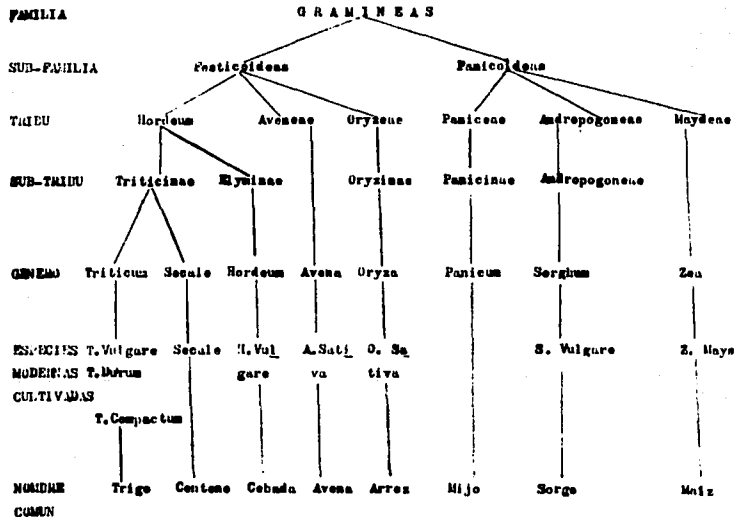 FAMILIA G R A M I N E A S
SUB-FAMILIA Festicoideas Panicoideas
TRIBU Hordeum Aveneae Oryzeae Paniceae Andropogoneae Maydeae
SUB-TRIBU Triticinae Elyminae Oryzinae Panicinae Andropogoneae
GENERO Triticum Secale Hordeum Avena Oryza Panicum Sorghum Zea
ESPECIES T.Vulgare Secale H.Vul A.Sati O. Sa S. Vulgare Z. Mays
MODERNAS T.Durum gare va tiva
CULTIVADAS
T.Compactum
NOMBRE Trigo Centeno Cebada Avena Arroz Mijo Sorgo Maiz
COMUN